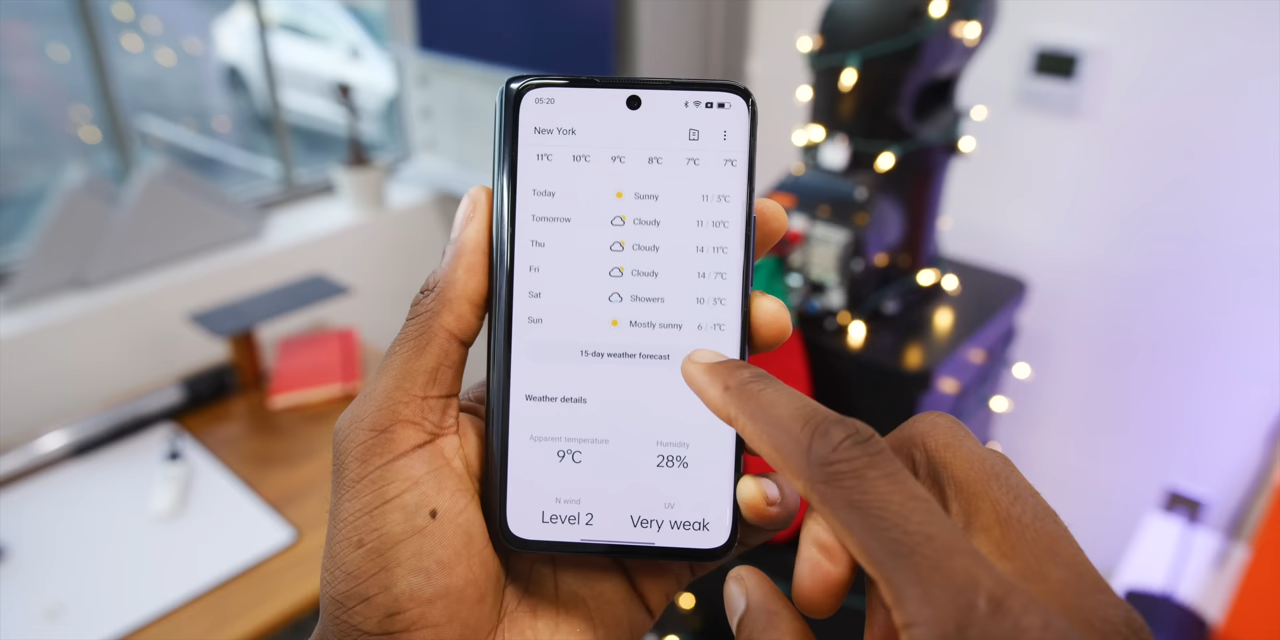 05:20
New York
11°C 10°C 9°C 8°C 7°C 7°C
Today Sunny 11 / 3°C
Tomorrow Cloudy 11 / 10°C
Thu Cloudy 14 / 11°C
Fri Cloudy 14 / 7°C
Sat Showers 10 / 3°C
Sun Mostly sunny 6 / -1°C
15-day weather forecast
Weather details
Apparent temperature Humidity
9°C 28%
N wind UV
Level 2 Very weak